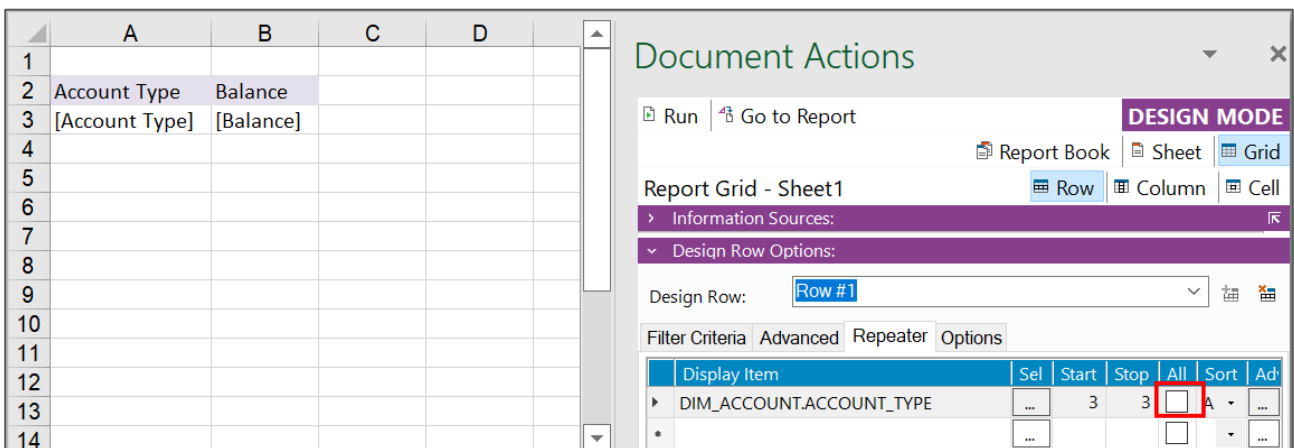 A B C D
1
2 Account Type Balance
3 [Account Type] [Balance]
4
5
6
7
8
9
10
11
12
13
14
Document Actions
Run Go to Report DESIGN MODE
Report Book Sheet Grid
Report Grid - Sheet1 Row Column Cell
Information Sources:
Design Row Options:
Design Row: Row #1
Filter Criteria Advanced Repeater Options
Display Item Sel Start Stop All Sort Ad
DIM_ACCOUNT.ACCOUNT_TYPE ... 3 3 A ...
* ... ...